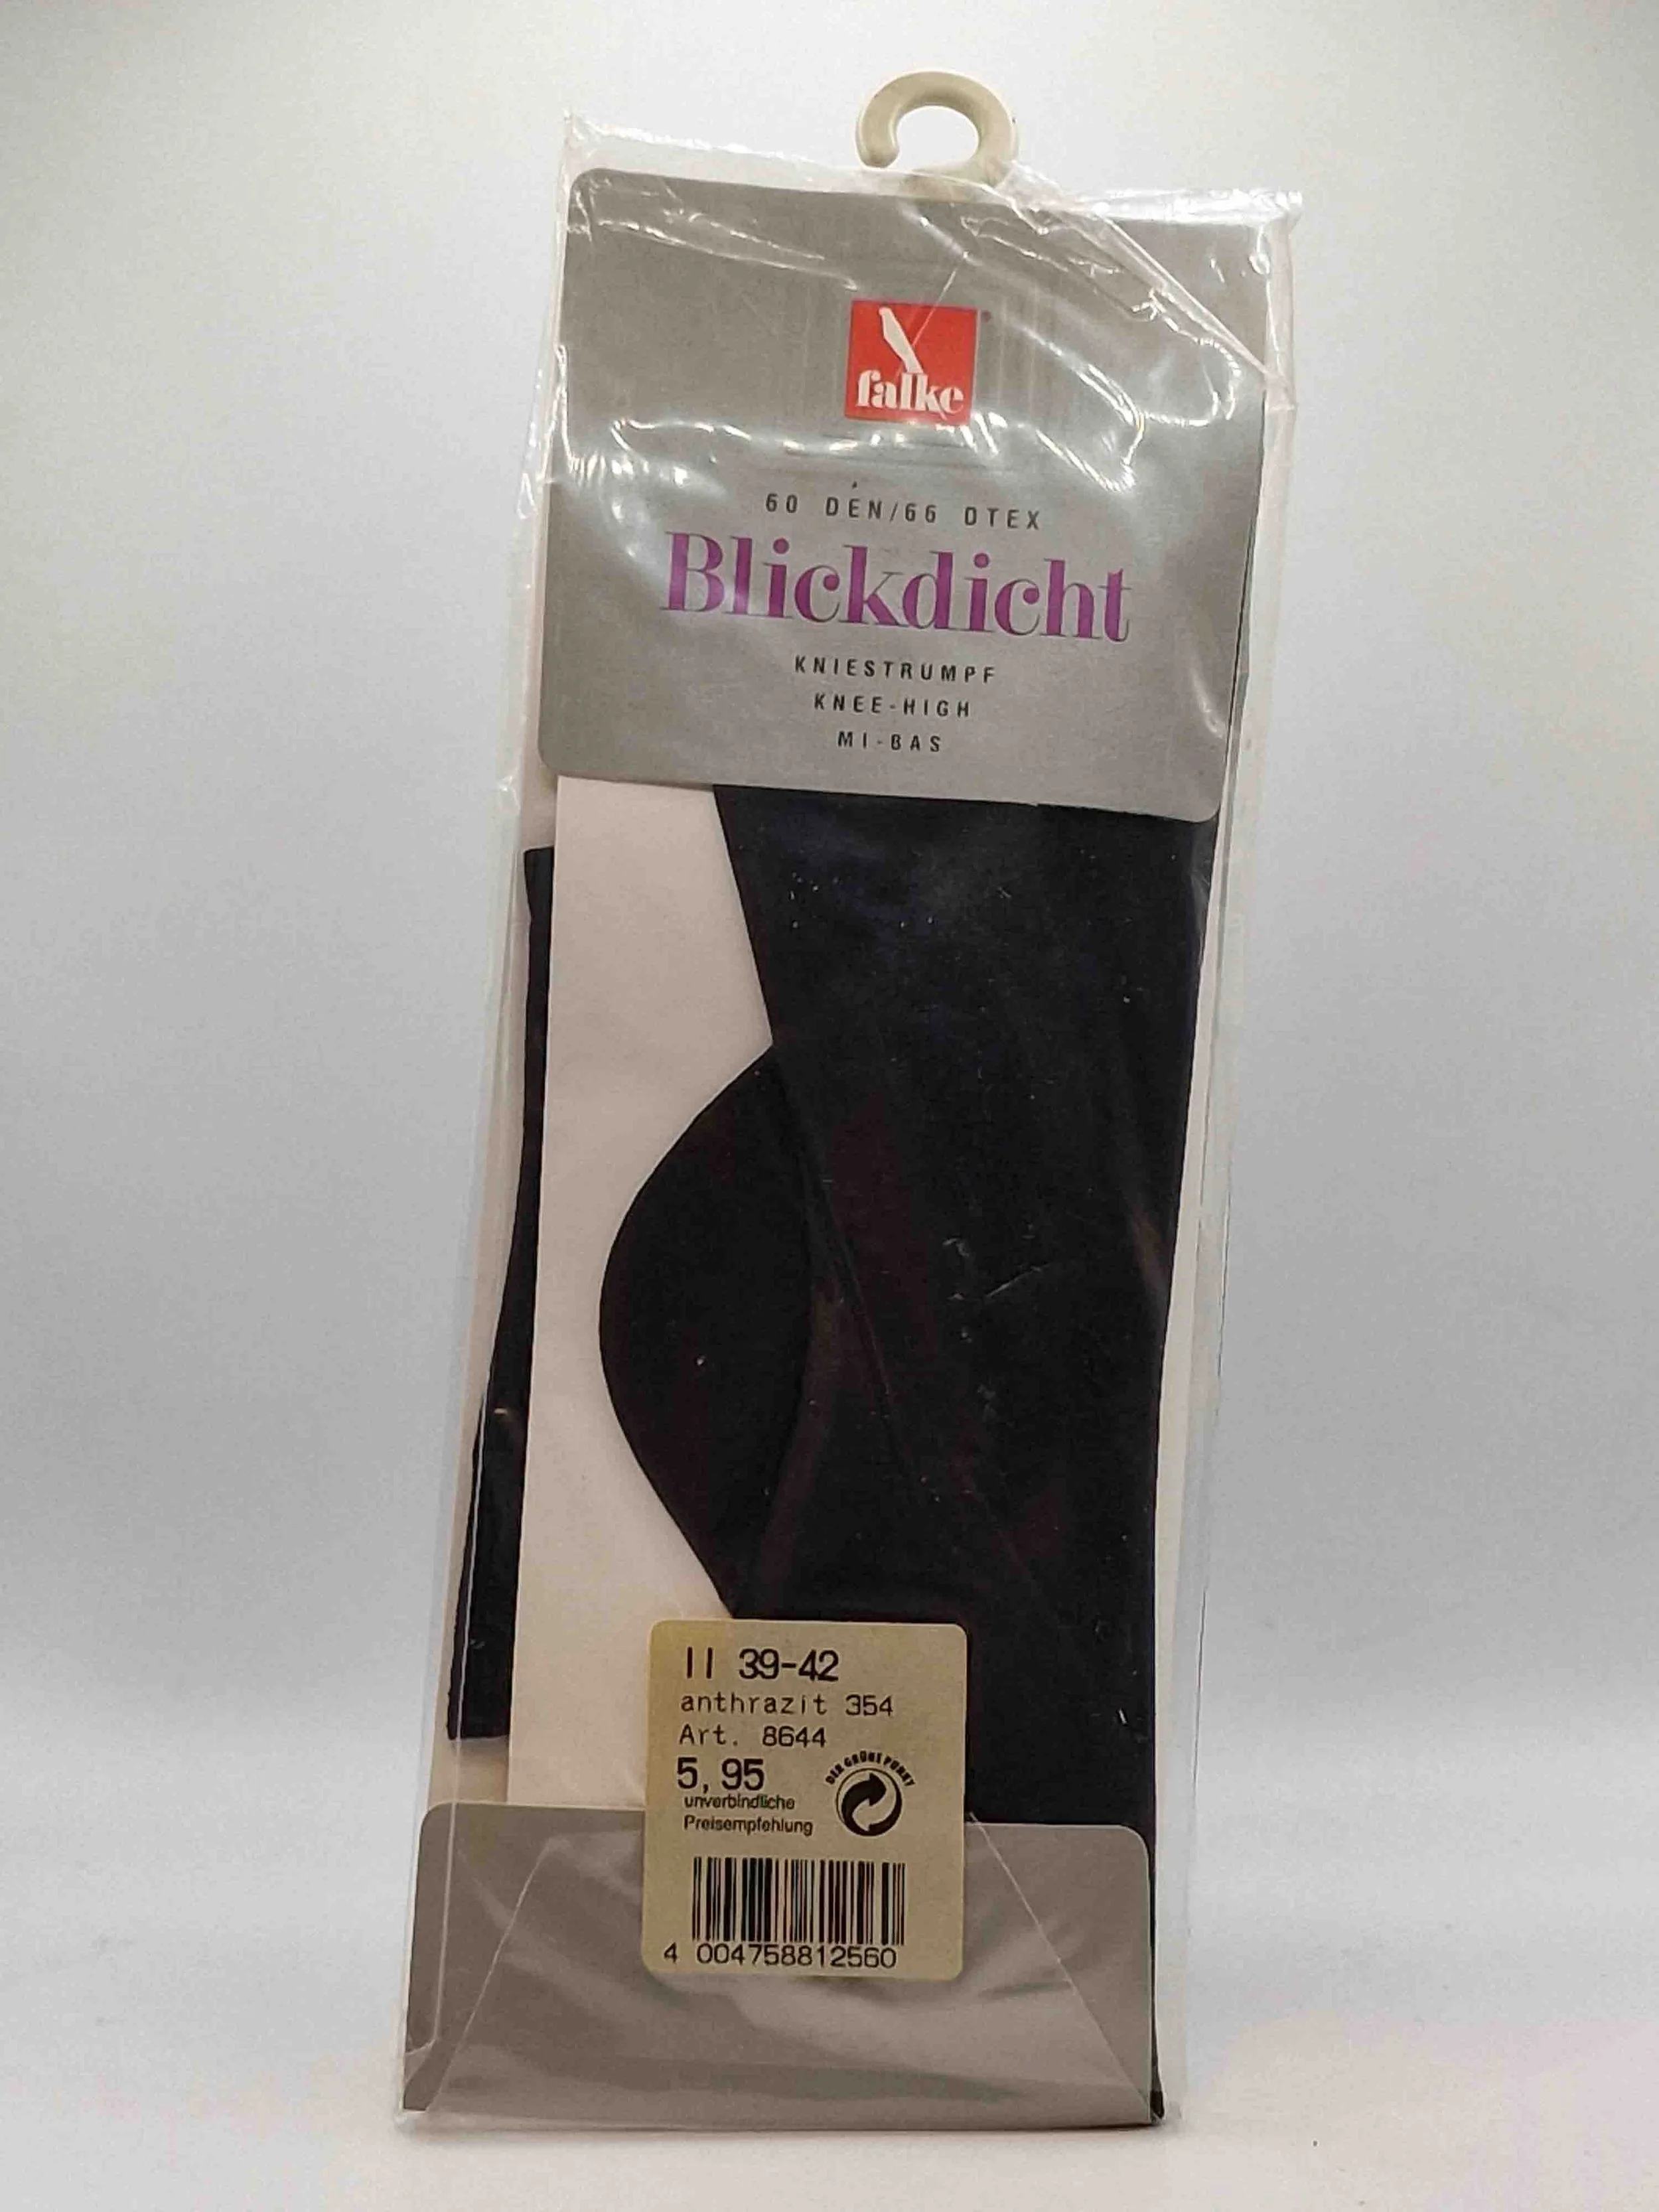 falke
60 DEN/66 DTEX
Blickdicht
KNIESTRUMPF
KNEE-HIGH
MI-BAS
II 39-42
anthrazit 354
Art. 8644
5,95
unverbindliche
Preisempfehlung
DER GRÜNE PUNKT
4 004758812560